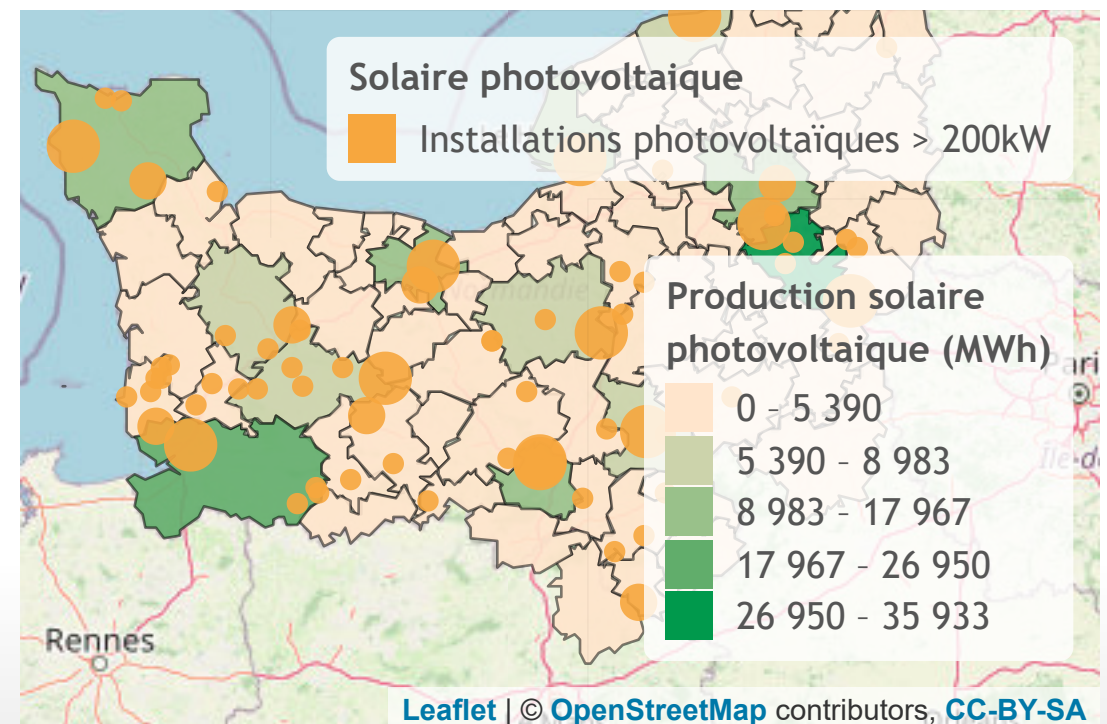 Solaire photovoltaique
Installations photovoltaïques > 200kW
Normandie
Production solaire
photovoltaique (MWh)
0 – 5 390
5 390 – 8 983
8 983 – 17 967
17 967 – 26 950
26 950 – 35 933
Rennes
Leaflet | © OpenStreetMap contributors, CC-BY-SA